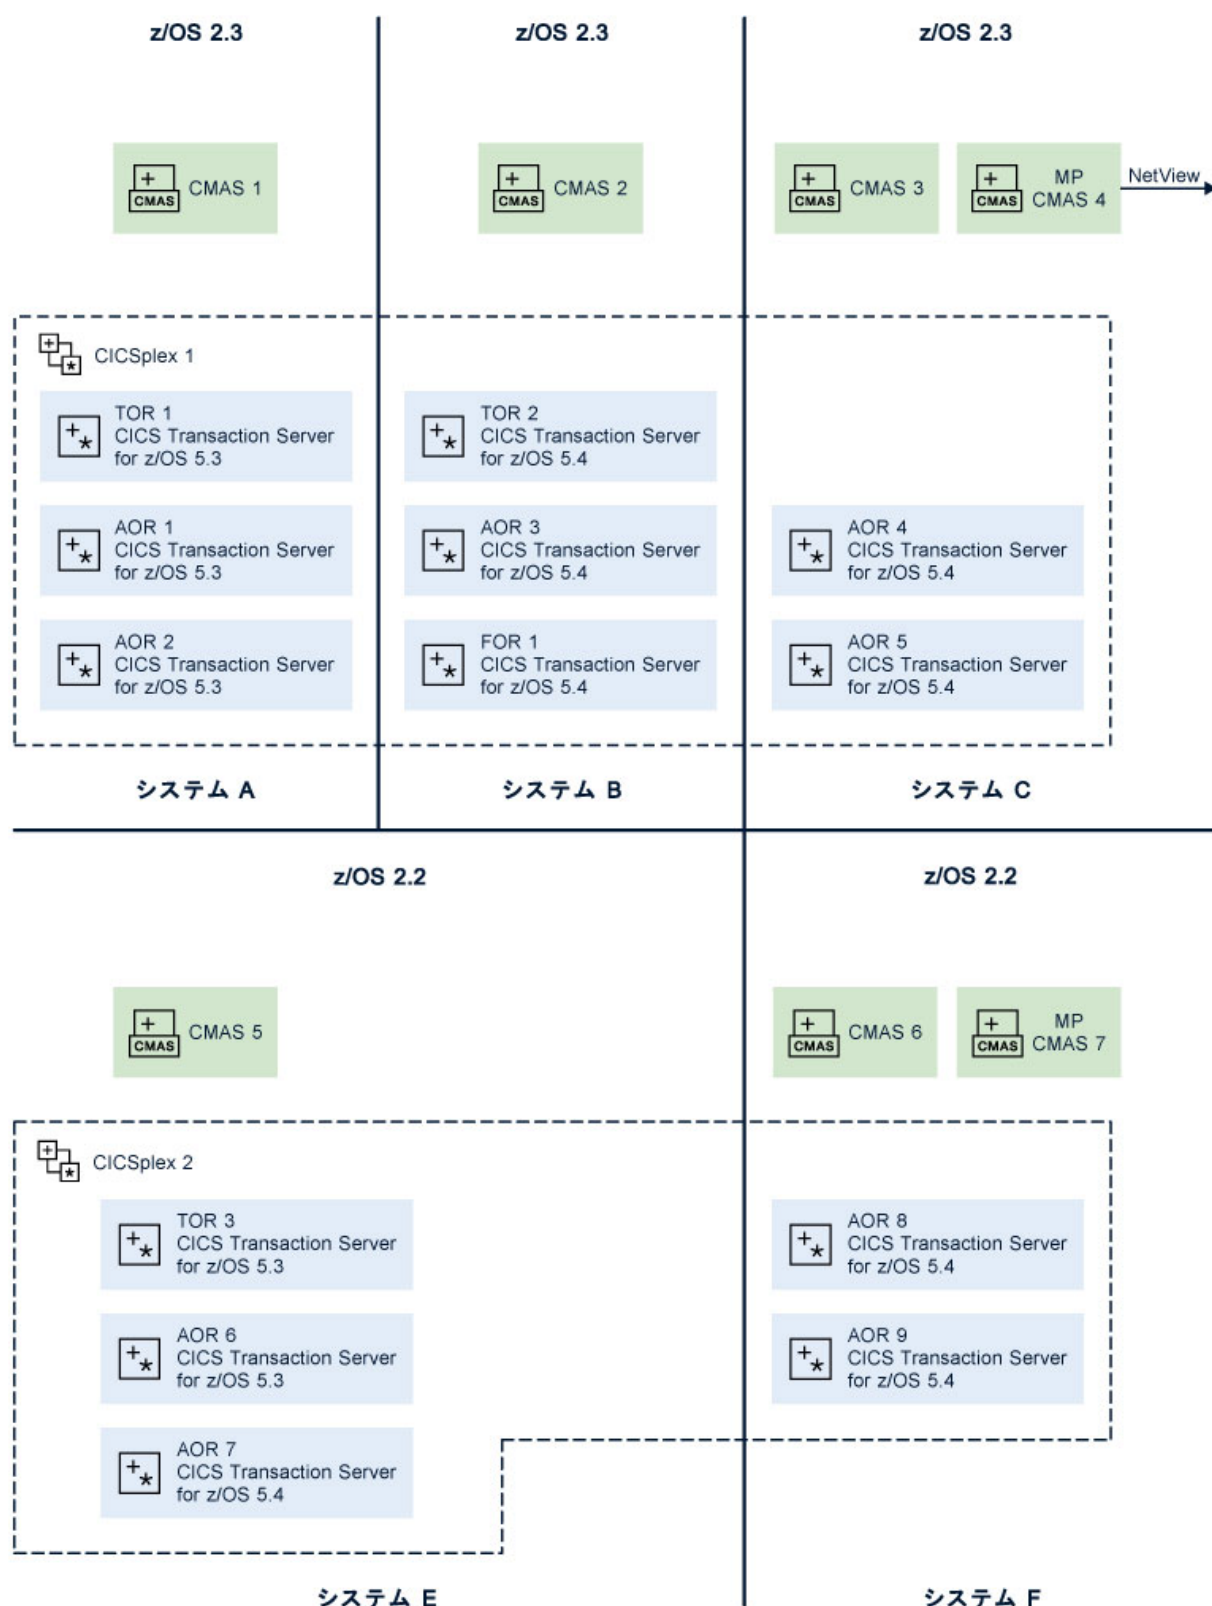 z/OS 2.3
z/OS 2.3
z/OS 2.3
CMAS
CMAS 1
CMAS
CMAS 2
CMAS
CMAS 3
CMAS
MP
CMAS 4
NetView
CICSplex 1
TOR 1
CICS Transaction Server
for z/OS 5.3
TOR 2
CICS Transaction Server
for z/OS 5.4
AOR 1
CICS Transaction Server
for z/OS 5.3
AOR 3
CICS Transaction Server
for z/OS 5.4
AOR 4
CICS Transaction Server
for z/OS 5.4
AOR 2
CICS Transaction Server
for z/OS 5.3
FOR 1
CICS Transaction Server
for z/OS 5.4
AOR 5
CICS Transaction Server
for z/OS 5.4
システム A
システム B
システム C
z/OS 2.2
z/OS 2.2
CMAS
CMAS 5
CMAS
CMAS 6
CMAS
MP
CMAS 7
CICSplex 2
TOR 3
CICS Transaction Server
for z/OS 5.3
AOR 8
CICS Transaction Server
for z/OS 5.4
AOR 6
CICS Transaction Server
for z/OS 5.3
AOR 9
CICS Transaction Server
for z/OS 5.4
AOR 7
CICS Transaction Server
for z/OS 5.4
システム E
システム F